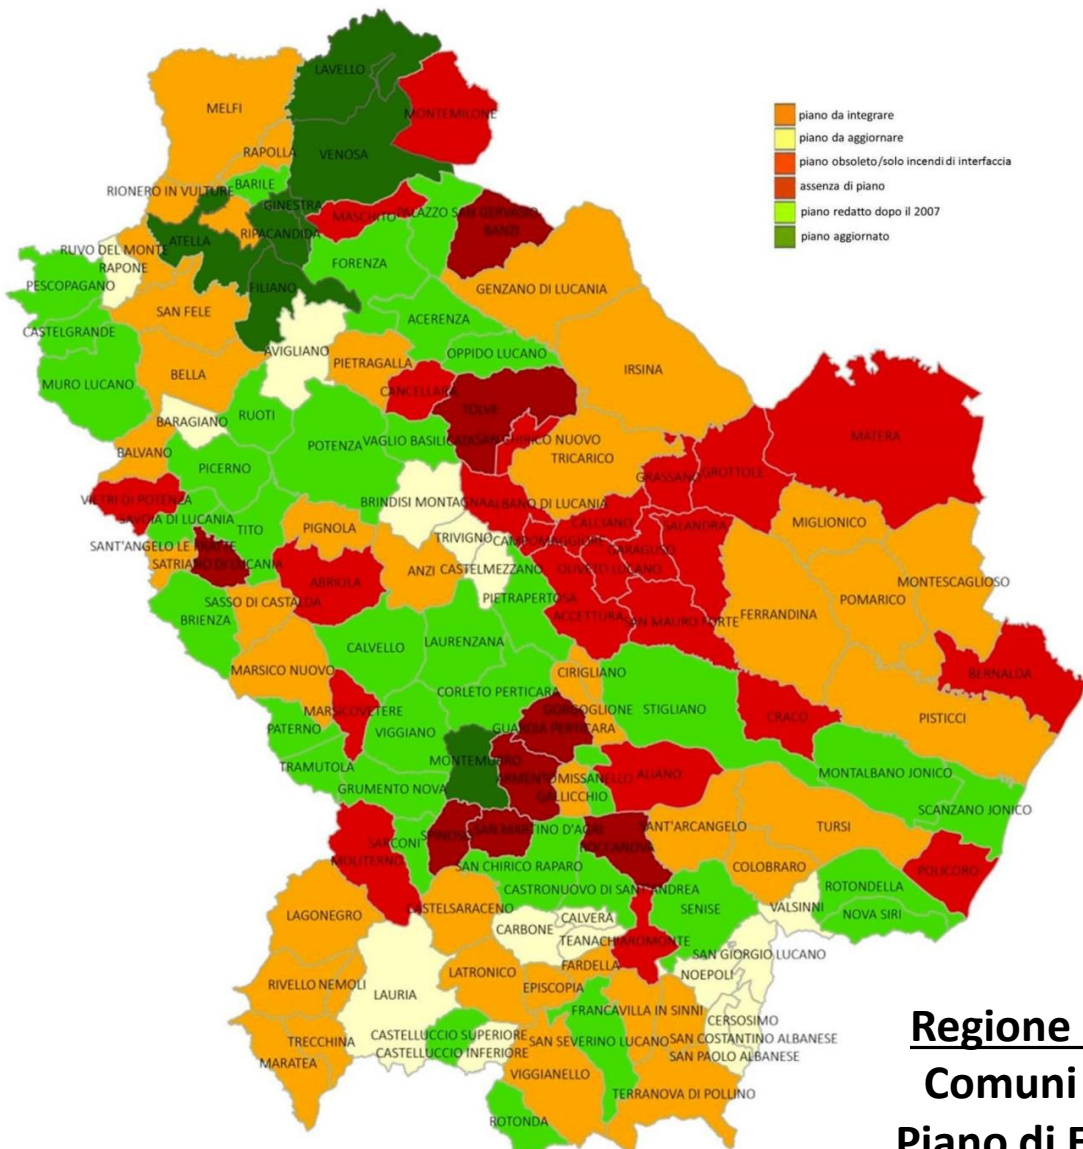 LAVELLO
MELFI
MONTEMILONE
piano da integrare
piano da aggiornare
piano obsoleto/solo incendi di interfaccia
assenza di piano
piano redatto dopo il 2007
piano aggiornato
RAPOLLA
VENOSA
BARILE
RIONERO IN VULTURE
GINESTRA
MASCHITO
PALAZZO SAN GERVASIO
BANZI
RIPACANDIDA
ATELLA
RUVO DEL MONTE
RAPONE
FORENZA
PESCOPAGANO
FILIANO
GENZANO DI LUCANIA
SAN FELE
ACERENZA
CASTELGRANDE
AVIGLIANO
OPPIDO LUCANO
PIETRAGALLA
IRSINA
BELLA
MURO LUCANO
CANCELLARA
TOLVE
RUOTI
BARAGIANO
MATERA
POTENZA
VAGLIO BASILICATA
SAN CHIRICO NUOVO
BALVANO
TRICARICO
PICERNO
GRASSANO
GROTTOLE
VIETRI DI POTENZA
BRINDISI MONTAGNA
ALBANO DI LUCANIA
SAVOIA DI LUCANIA
TITO
PIGNOLA
CALCIANO
SALANDRA
MIGLIONICO
TRIVIGNO
CAMPOMAGGIORE
SANT'ANGELO LE FRATTE
GARAGUSO
SATRIANO DI LUCANIA
ANZI
CASTELMEZZANO
OLIVETO LUCANO
ABRIOLA
MONTESCAGLIOSO
PIETRAPERTOSA
POMARICO
SASSO DI CASTALDA
ACCETTURA
FERRANDINA
BRIENZA
SAN MAURO FORTE
CALVELLO
LAURENZANA
MARSICO NUOVO
CIRIGLIANO
BERNALDA
CORLETO PERTICARA
MARSICOVETERE
GORGOGLIONE
STIGLIANO
CRACO
PISTICCI
PATERNO
VIGGIANO
GUARDIA PERTICARA
MONTEMURRO
TRAMUTOLA
ARMENTO
MISSANELLO
ALIANO
MONTALBANO JONICO
GRUMENTO NOVA
GALLICCHIO
SCANZANO JONICO
SARCONI
SPINOSO
SAN MARTINO D'AGRI
SANT'ARCANGELO
TURSI
ROCCANOVA
MOLITERNO
SAN CHIRICO RAPARO
COLOBRARO
POLICORO
CASTRONUOVO DI SANT'ANDREA
ROTONDELLA
CASTELSARACENO
SENISE
VALSINNI
LAGONEGRO
CALVERA
NOVA SIRI
CARBONE
TEANA
CHIAROMONTE
SAN GIORGIO LUCANO
FARDELLA
NOEPOLI
LATRONICO
RIVELLO
NEMOLI
EPISCOPIA
LAURIA
FRANCAVILLA IN SINNI
CERSOSIMO
CASTELLUCCIO SUPERIORE
SAN SEVERINO LUCANO
SAN COSTANTINO ALBANESE
TRECCHINA
CASTELLUCCIO INFERIORE
SAN PAOLO ALBANESE
MARATEA
VIGGIANELLO
TERRANOVA DI POLLINO
ROTONDA
Regione
Comuni
Piano di